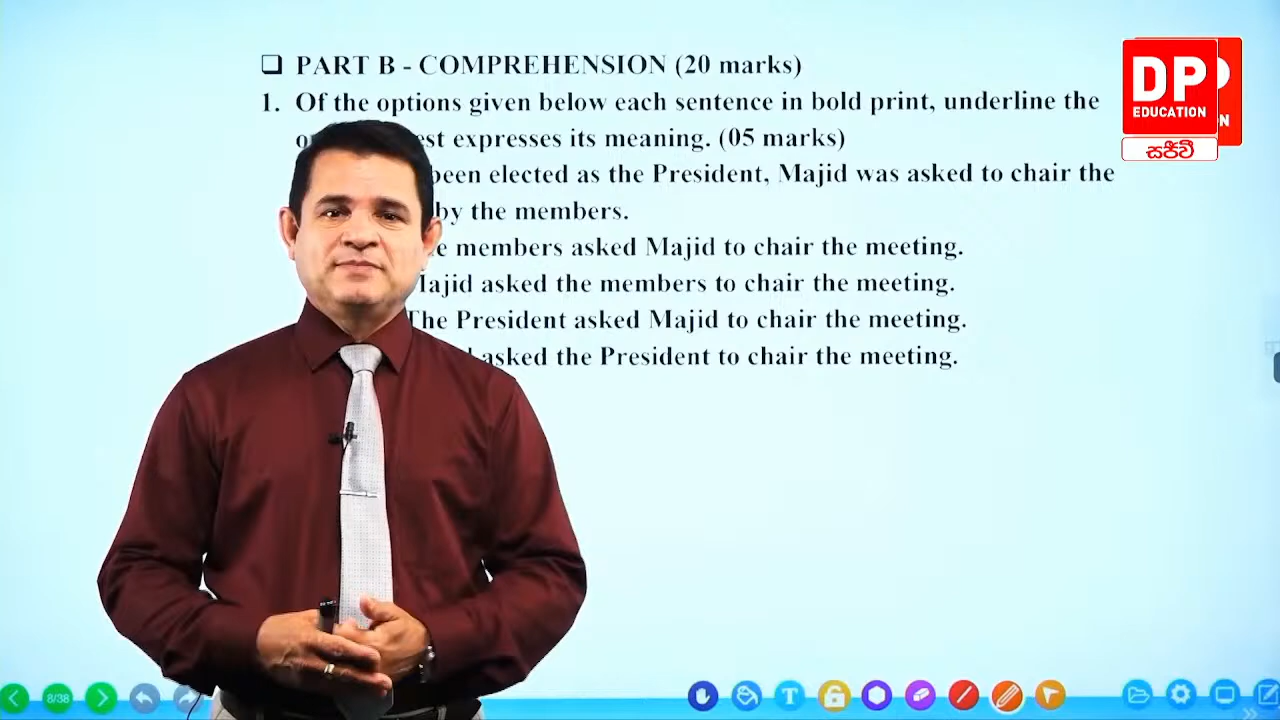 ❑ PART B - COMPREHENSION (20 marks)
1. Of the options given below each sentence in bold print, underline the
expresses its meaning. (05 marks)
been elected as the President, Majid was asked to chair the
by the members.
members asked Majid to chair the meeting.
Majid asked the members to chair the meeting.
The President asked Majid to chair the meeting.
asked the President to chair the meeting.
DP
EDUCATION
සජීවී
8/38